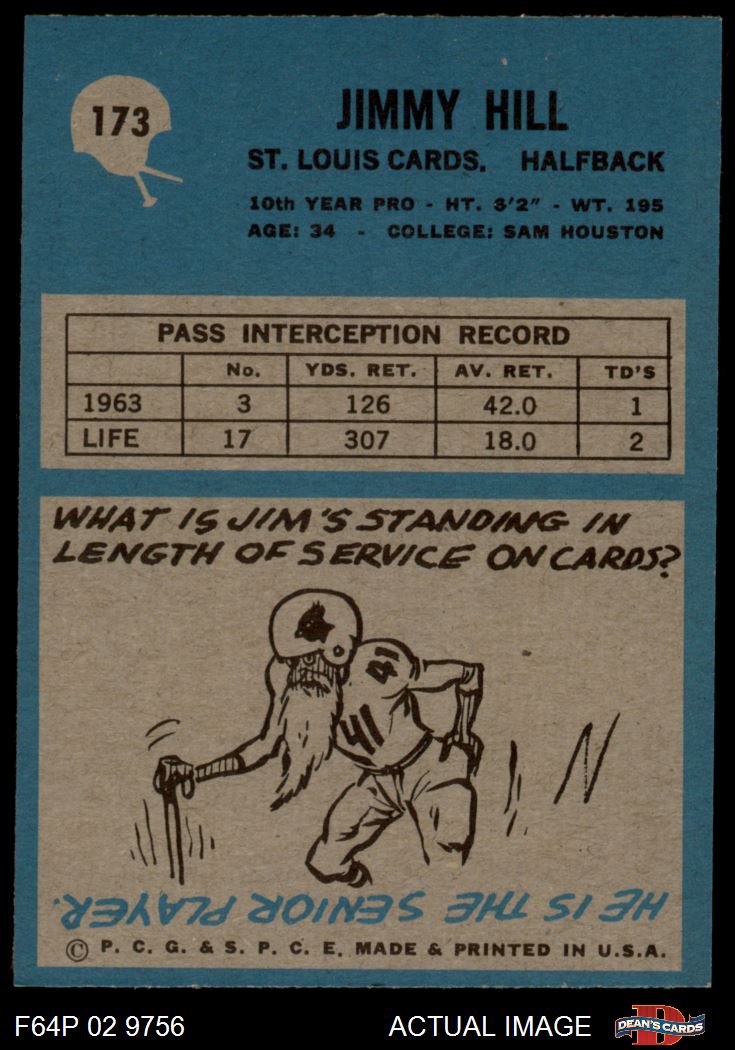 173
JIMMY HILL
ST. LOUIS CARDS. HALFBACK
10th YEAR PRO - HT. 6'2" - WT. 195
AGE: 34 - COLLEGE: SAM HOUSTON
PASS INTERCEPTION RECORD
No. YDS. RET. AV. RET. TD'S
1963 3 126 42.0 1
LIFE 17 307 18.0 2
WHAT IS JIM'S STANDING IN
LENGTH OF SERVICE ON CARDS?
41
41
HE IS THE SENIOR PLAYER.
© P. C. G. & S. P. C. E. MADE & PRINTED IN U.S.A.
F64P 02 9756 ACTUAL IMAGE
D
DEAN'S CARDS